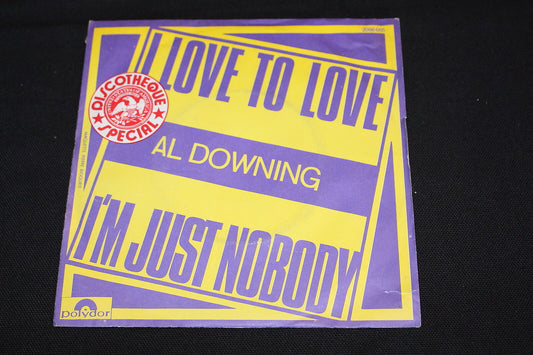 I LOVE TO LOVE
DISCOTHEQUE
SPECIAL
AL DOWNING
I'M JUST NOBODY
polydor